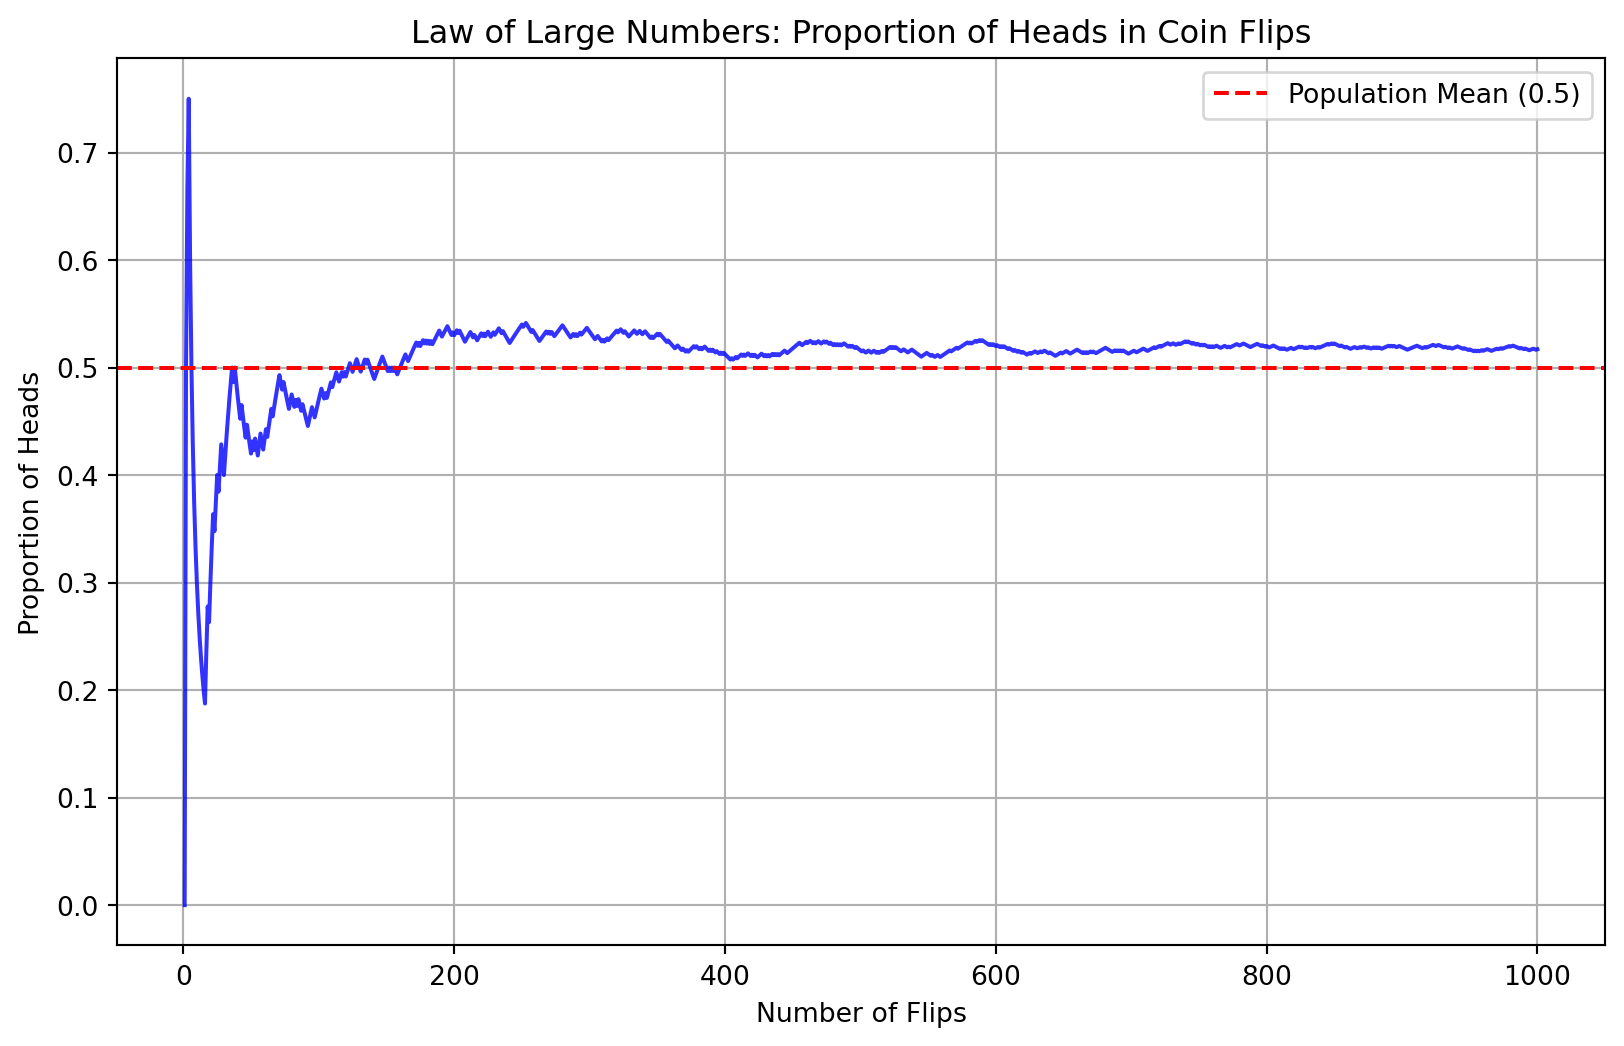 Law of Large Numbers: Proportion of Heads in Coin Flips
Population Mean (0.5)
Proportion of Heads
0.7
0.6
0.5
0.4
0.3
0.2
0.1
0.0
0 200 400 600 800 1000
Number of Flips